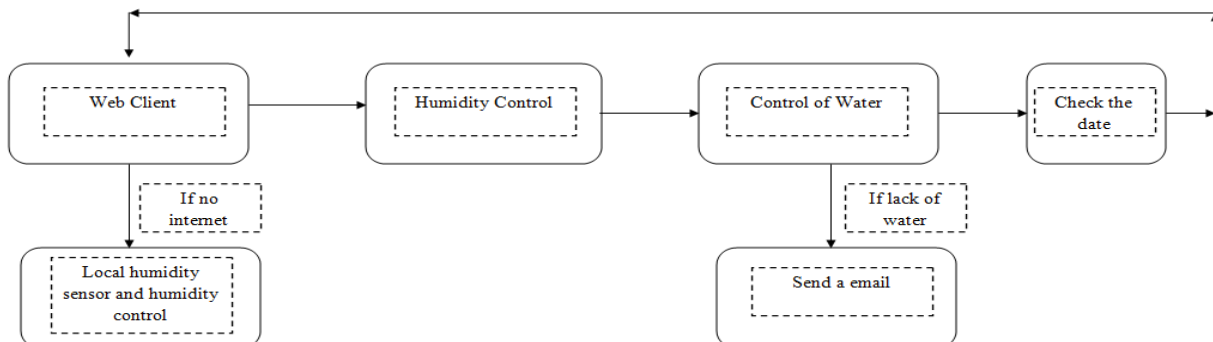 Web Client
Humidity Control
Control of Water
Check the
date
If no
internet
If lack of
water
Local humidity
sensor and humidity
control
Send a email